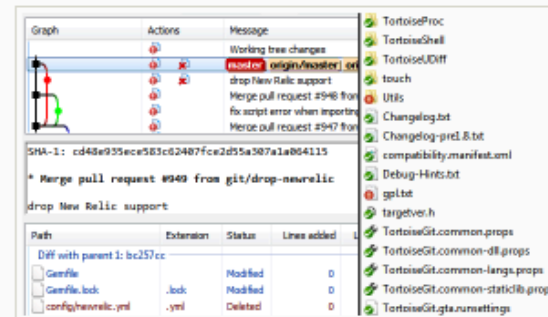 Graph Actions Message
Working tree changes
master origin/master ori
drop New Relic support
Merge pull request #948 from
fix script error when importing
Merge pull request #947 from
SHA-1: cd48e935ece583c62407fce2d55a307a1a064115
* Merge pull request #949 from git/drop-newrelic
drop New Relic support
Path Extension Status Lines added L
Diff with parent 1: bc257cc
Gemfile Modified 0
Gemfile.lock .lock Modified 0
config/newrelic.yml .yml Deleted 0
TortoiseProc
TortoiseShell
TortoiseUDiff
touch
Utils
Changelog.txt
Changelog-pre1.8.txt
compatibility.manifest.xml
Debug-Hints.txt
gpl.txt
targetver.h
TortoiseGit.common.props
TortoiseGit.common-dll.props
TortoiseGit.common-langs.props
TortoiseGit.common-staticlib.prop
TortoiseGit.gta.runsettings